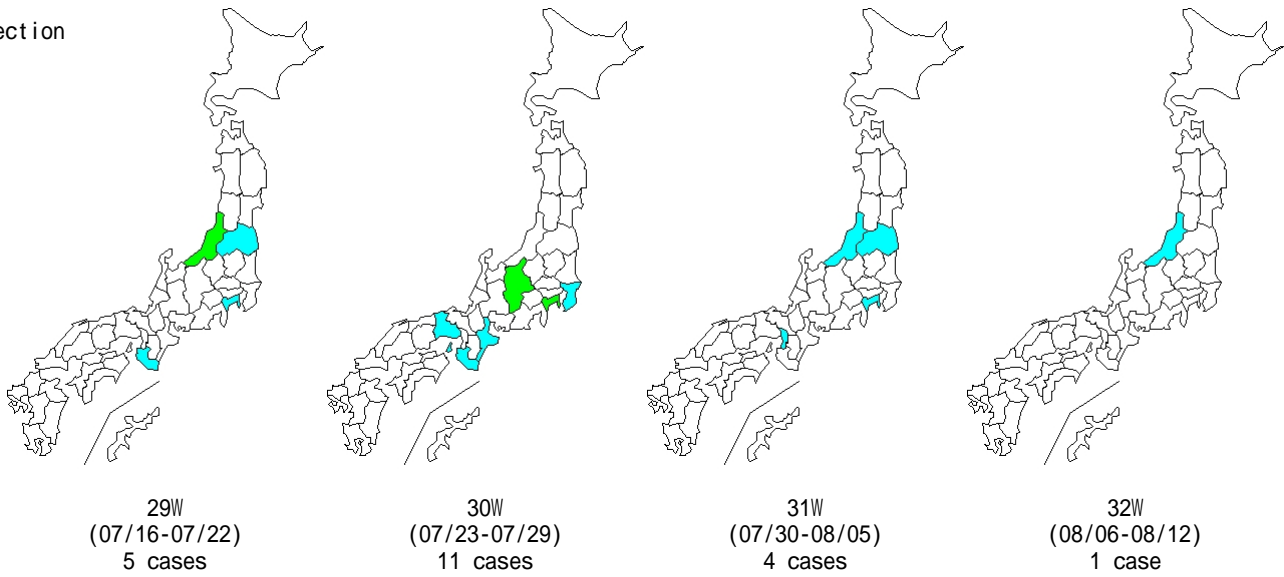 ection
29W
(07/16-07/22)
5 cases
30W
(07/23-07/29)
11 cases
31W
(07/30-08/05)
4 cases
32W
(08/06-08/12)
1 case